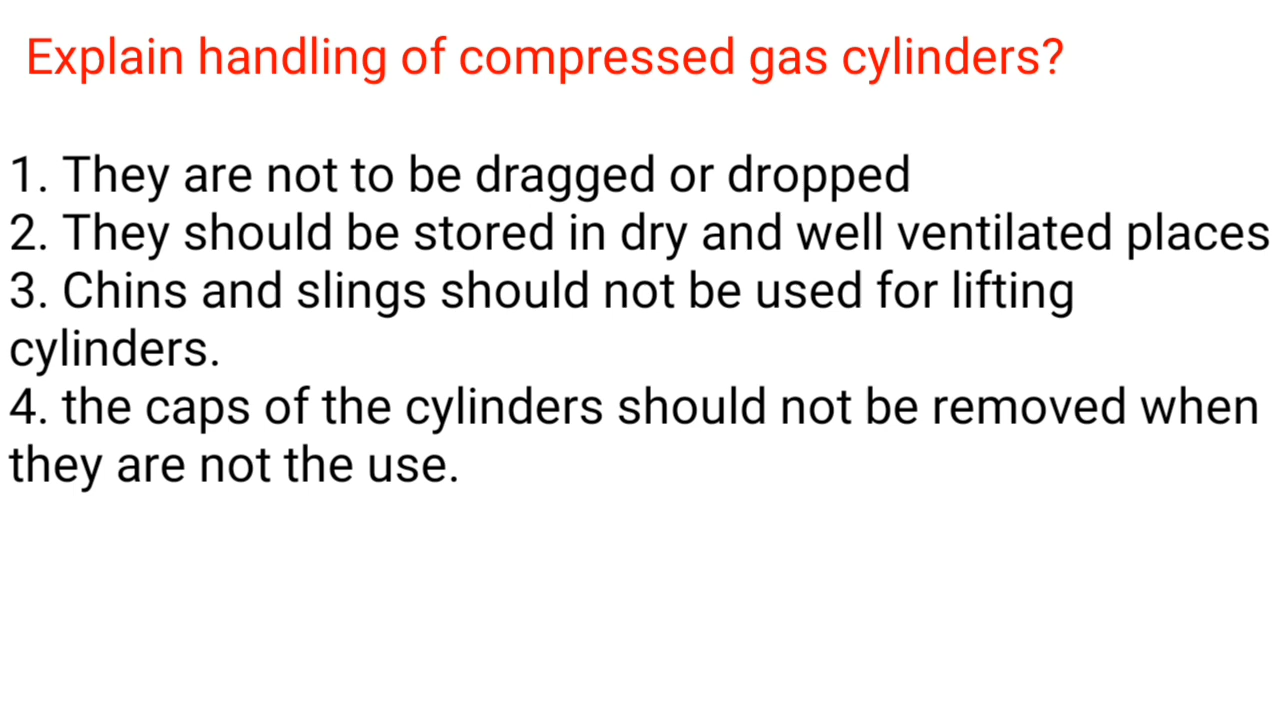 Explain handling of compressed gas cylinders?
1. They are not to be dragged or dropped
2. They should be stored in dry and well ventilated places
3. Chins and slings should not be used for lifting
cylinders.
4. the caps of the cylinders should not be removed when
they are not the use.